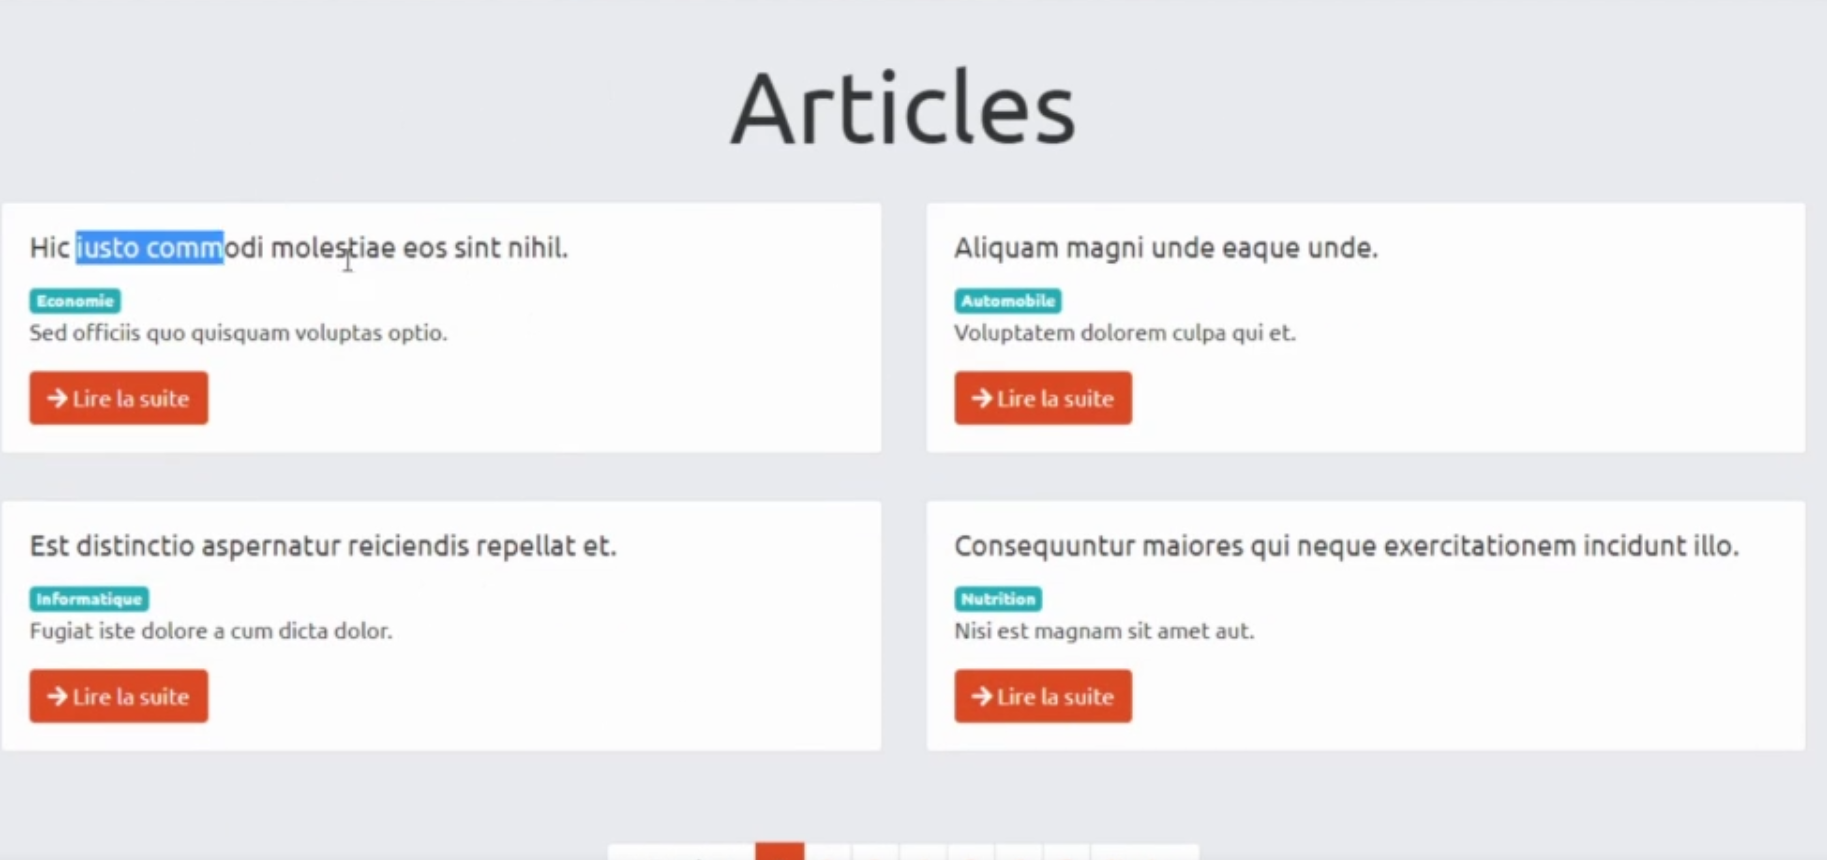 Articles
Hic iusto commodi molestiae eos sint nihil.
Economie
Sed officiis quo quisquam voluptas optio.
Lire la suite
Aliquam magni unde eaque unde.
Automobile
Voluptatem dolorem culpa qui et.
Lire la suite
Est distinctio aspernatur reiciendis repellat et.
Informatique
Fugiat iste dolore a cum dicta dolor.
Lire la suite
Consequuntur maiores qui neque exercitationem incidunt illo.
Nutrition
Nisi est magnam sit amet aut.
Lire la suite